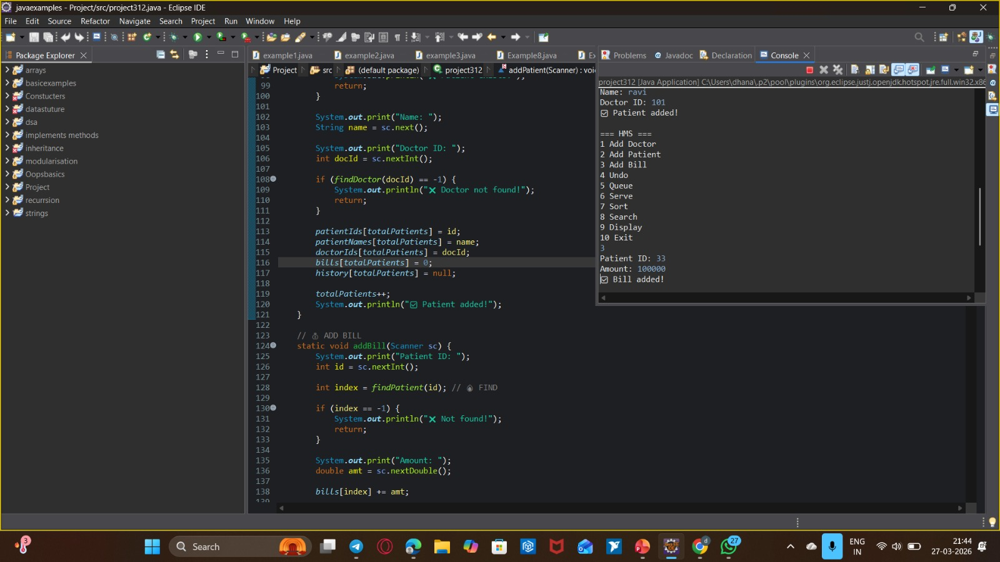 javaexamples - Project/src/project312.java - Eclipse IDE
File Edit Source Refactor Navigate Search Project Run Window Help
Package Explorer
arrays
basicexamples
Constucters
datastuture
dsa
implements methods
inheritance
modularisation
Oopsbasics
Project
recurrsion
strings
example1.java example2.java example3.java Example8.java Ex
Project src (default package) project312 addPatient(Scanner) : voi
99 return;
100 }
101
102 System.out.print("Name: ");
103 String name = sc.next();
104
105 System.out.print("Doctor ID: ");
106 int docId = sc.nextInt();
107
108 if (findDoctor(docId) == -1) {
109 System.out.println("❌ Doctor not found!");
110 return;
111 }
112
113 patientIds[totalPatients] = id;
114 patientNames[totalPatients] = name;
115 doctorIds[totalPatients] = docId;
116 bills[totalPatients] = 0;
117 history[totalPatients] = null;
118
119 totalPatients++;
120 System.out.println("☑ Patient added!");
121 }
122
123 // 💰 ADD BILL
124 static void addBill(Scanner sc) {
125 System.out.print("Patient ID: ");
126 int id = sc.nextInt();
127
128 int index = findPatient(id); // 🔥 FIND
129
130 if (index == -1) {
131 System.out.println("❌ Not found!");
132 return;
133 }
134
135 System.out.print("Amount: ");
136 double amt = sc.nextDouble();
137
138 bills[index] += amt;
139
Problems Javadoc Declaration Console
project312 [Java Application] C:\Users\dhana\.p2\pool\plugins\org.eclipse.justj.openjdk.hotspot.jre.full.win32.x86
Name: ravi
Doctor ID: 101
☑ Patient added!
=== HMS ===
1 Add Doctor
2 Add Patient
3 Add Bill
4 Undo
5 Queue
6 Serve
7 Sort
8 Search
9 Display
10 Exit
3
Patient ID: 33
Amount: 100000
☑ Bill added!
3
Search
27
ENG
IN
21:44
27-03-2026